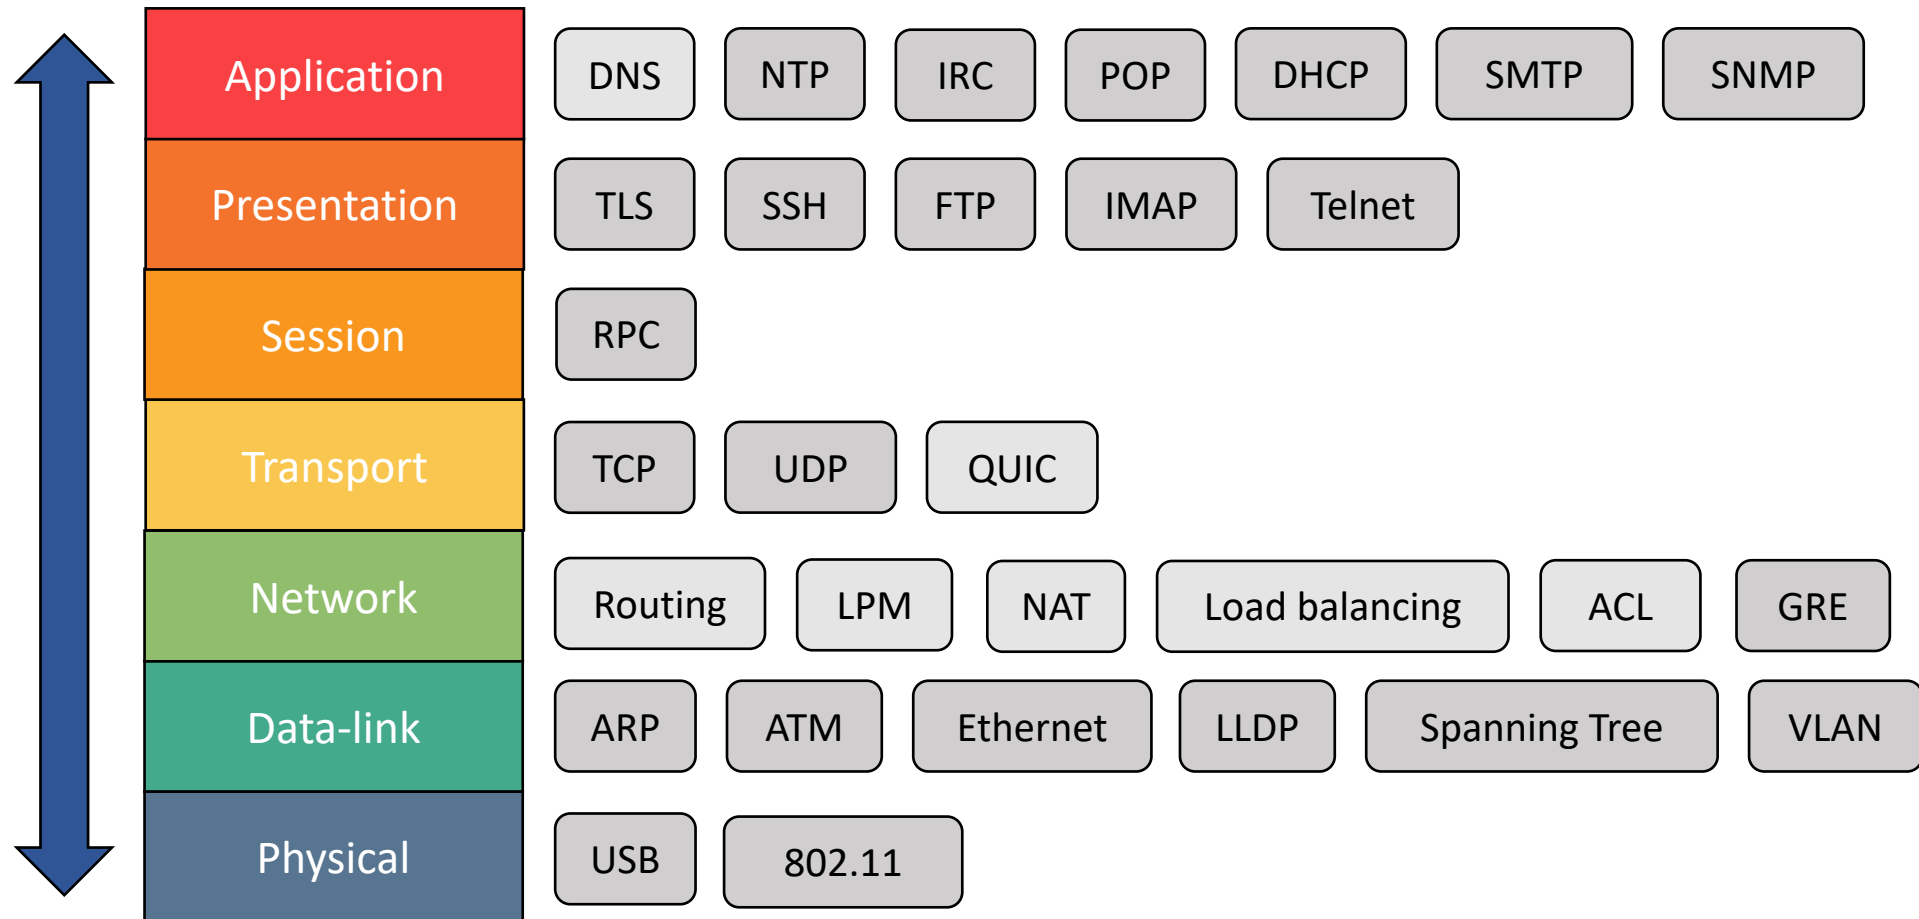 Application DNS NTP IRC POP DHCP SMTP SNMP
Presentation TLS SSH FTP IMAP Telnet
Session RPC
Transport TCP UDP QUIC
Network Routing LPM NAT Load balancing ACL GRE
Data-link ARP ATM Ethernet LLDP Spanning Tree VLAN
Physical USB 802.11